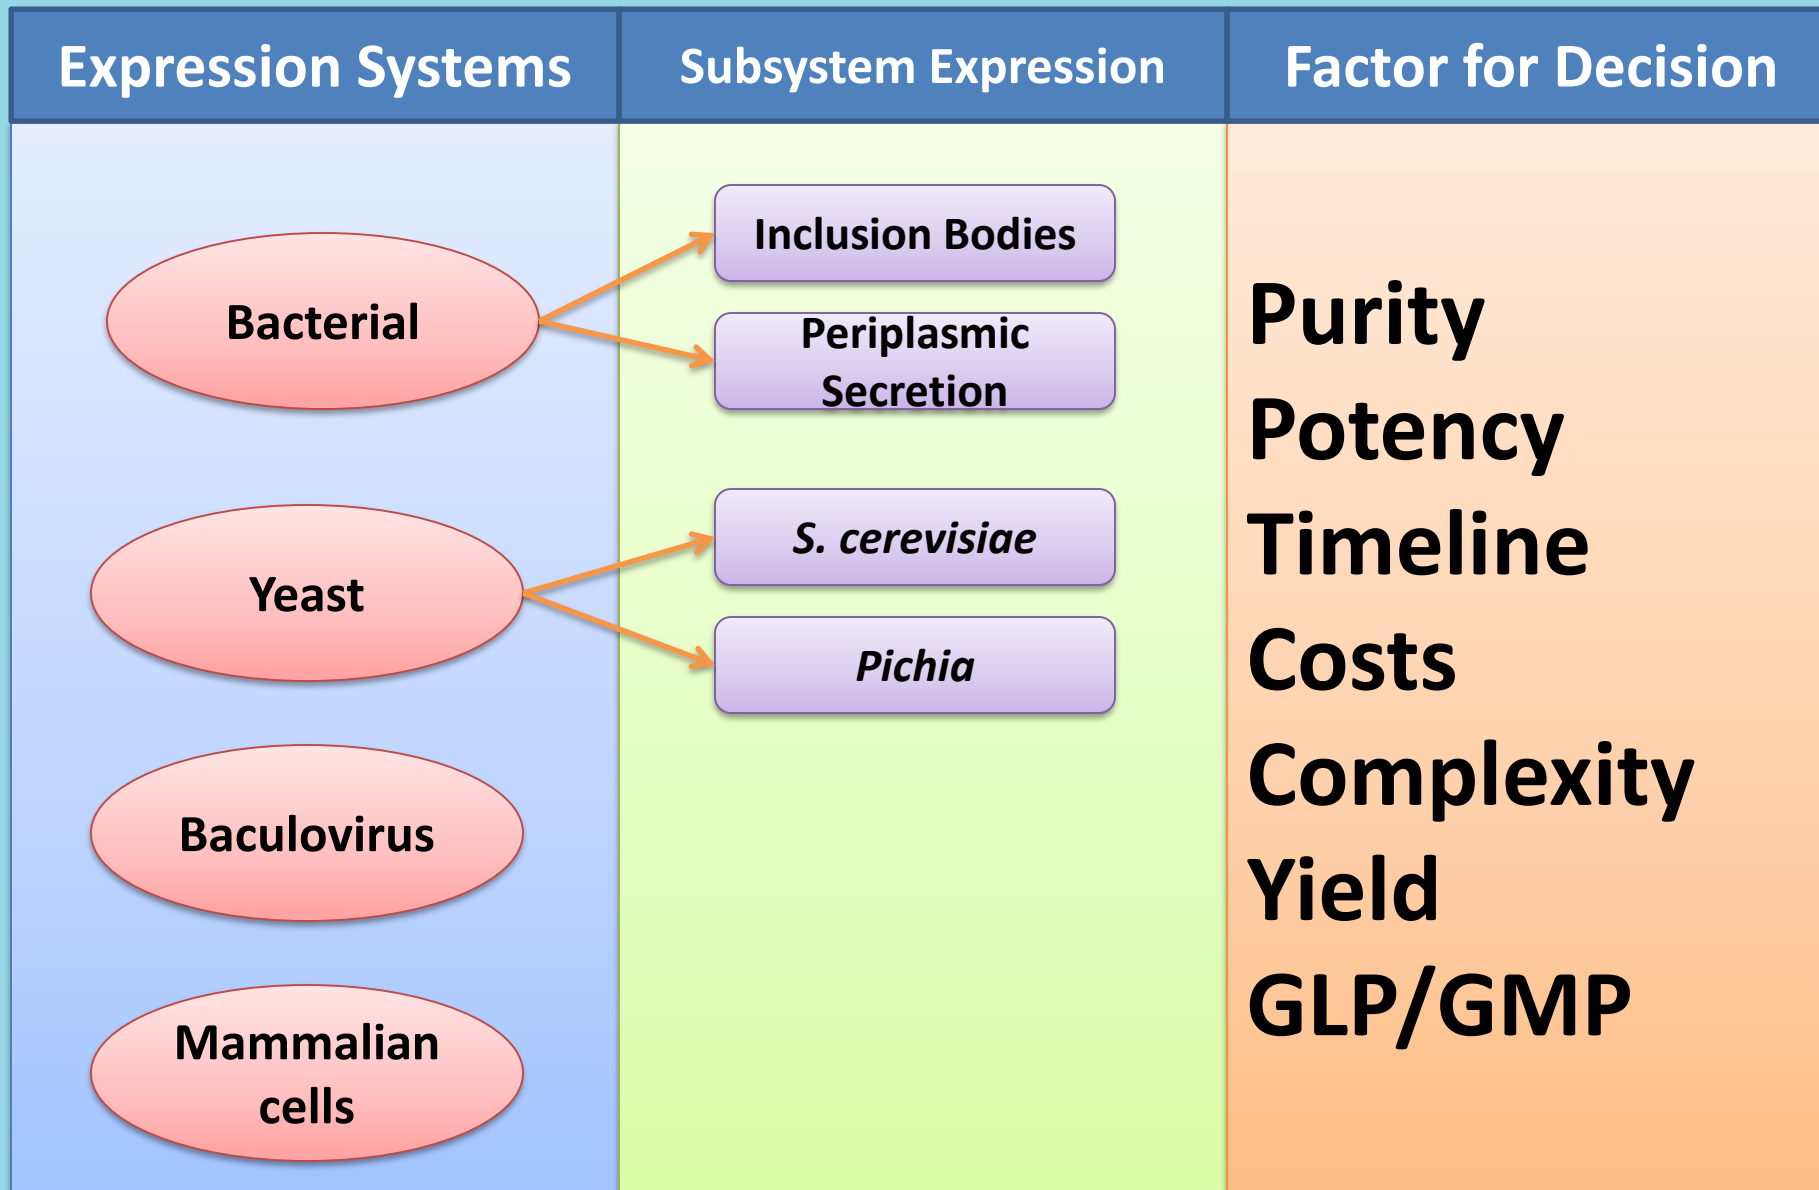 Expression Systems
Subsystem Expression
Factor for Decision
Bacterial
Inclusion Bodies
Periplasmic
Secretion
Yeast
S. cerevisiae
Pichia
Baculovirus
Mammalian
cells
Purity
Potency
Timeline
Costs
Complexity
Yield
GLP/GMP